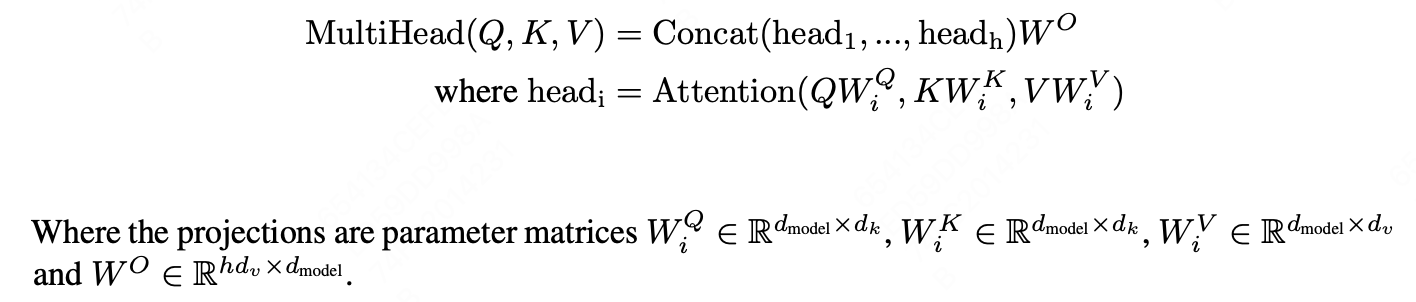 MultiHead(Q, K, V) = Concat(head₁, ..., headₕ)W^O
where headᵢ = Attention(QWᵢ^Q, KWᵢ^K, VWᵢ^V)
Where the projections are parameter matrices Wᵢ^Q ∈ ℝ^{d_model×d_k}, Wᵢ^K ∈ ℝ^{d_model×d_k}, Wᵢ^V ∈ ℝ^{d_model×d_v}
and W^O ∈ ℝ^{hd_v×d_model}.